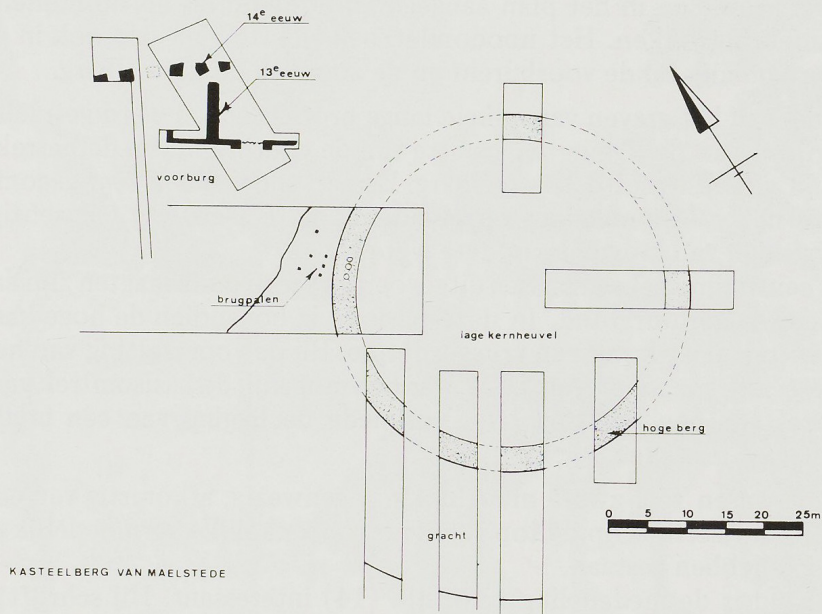 14e eeuw
13e eeuw
voorburg
brugpalen
lage kernheuvel
hoge berg
0 5 10 15 20 25m
gracht
KASTEELBERG VAN MAELSTEDE